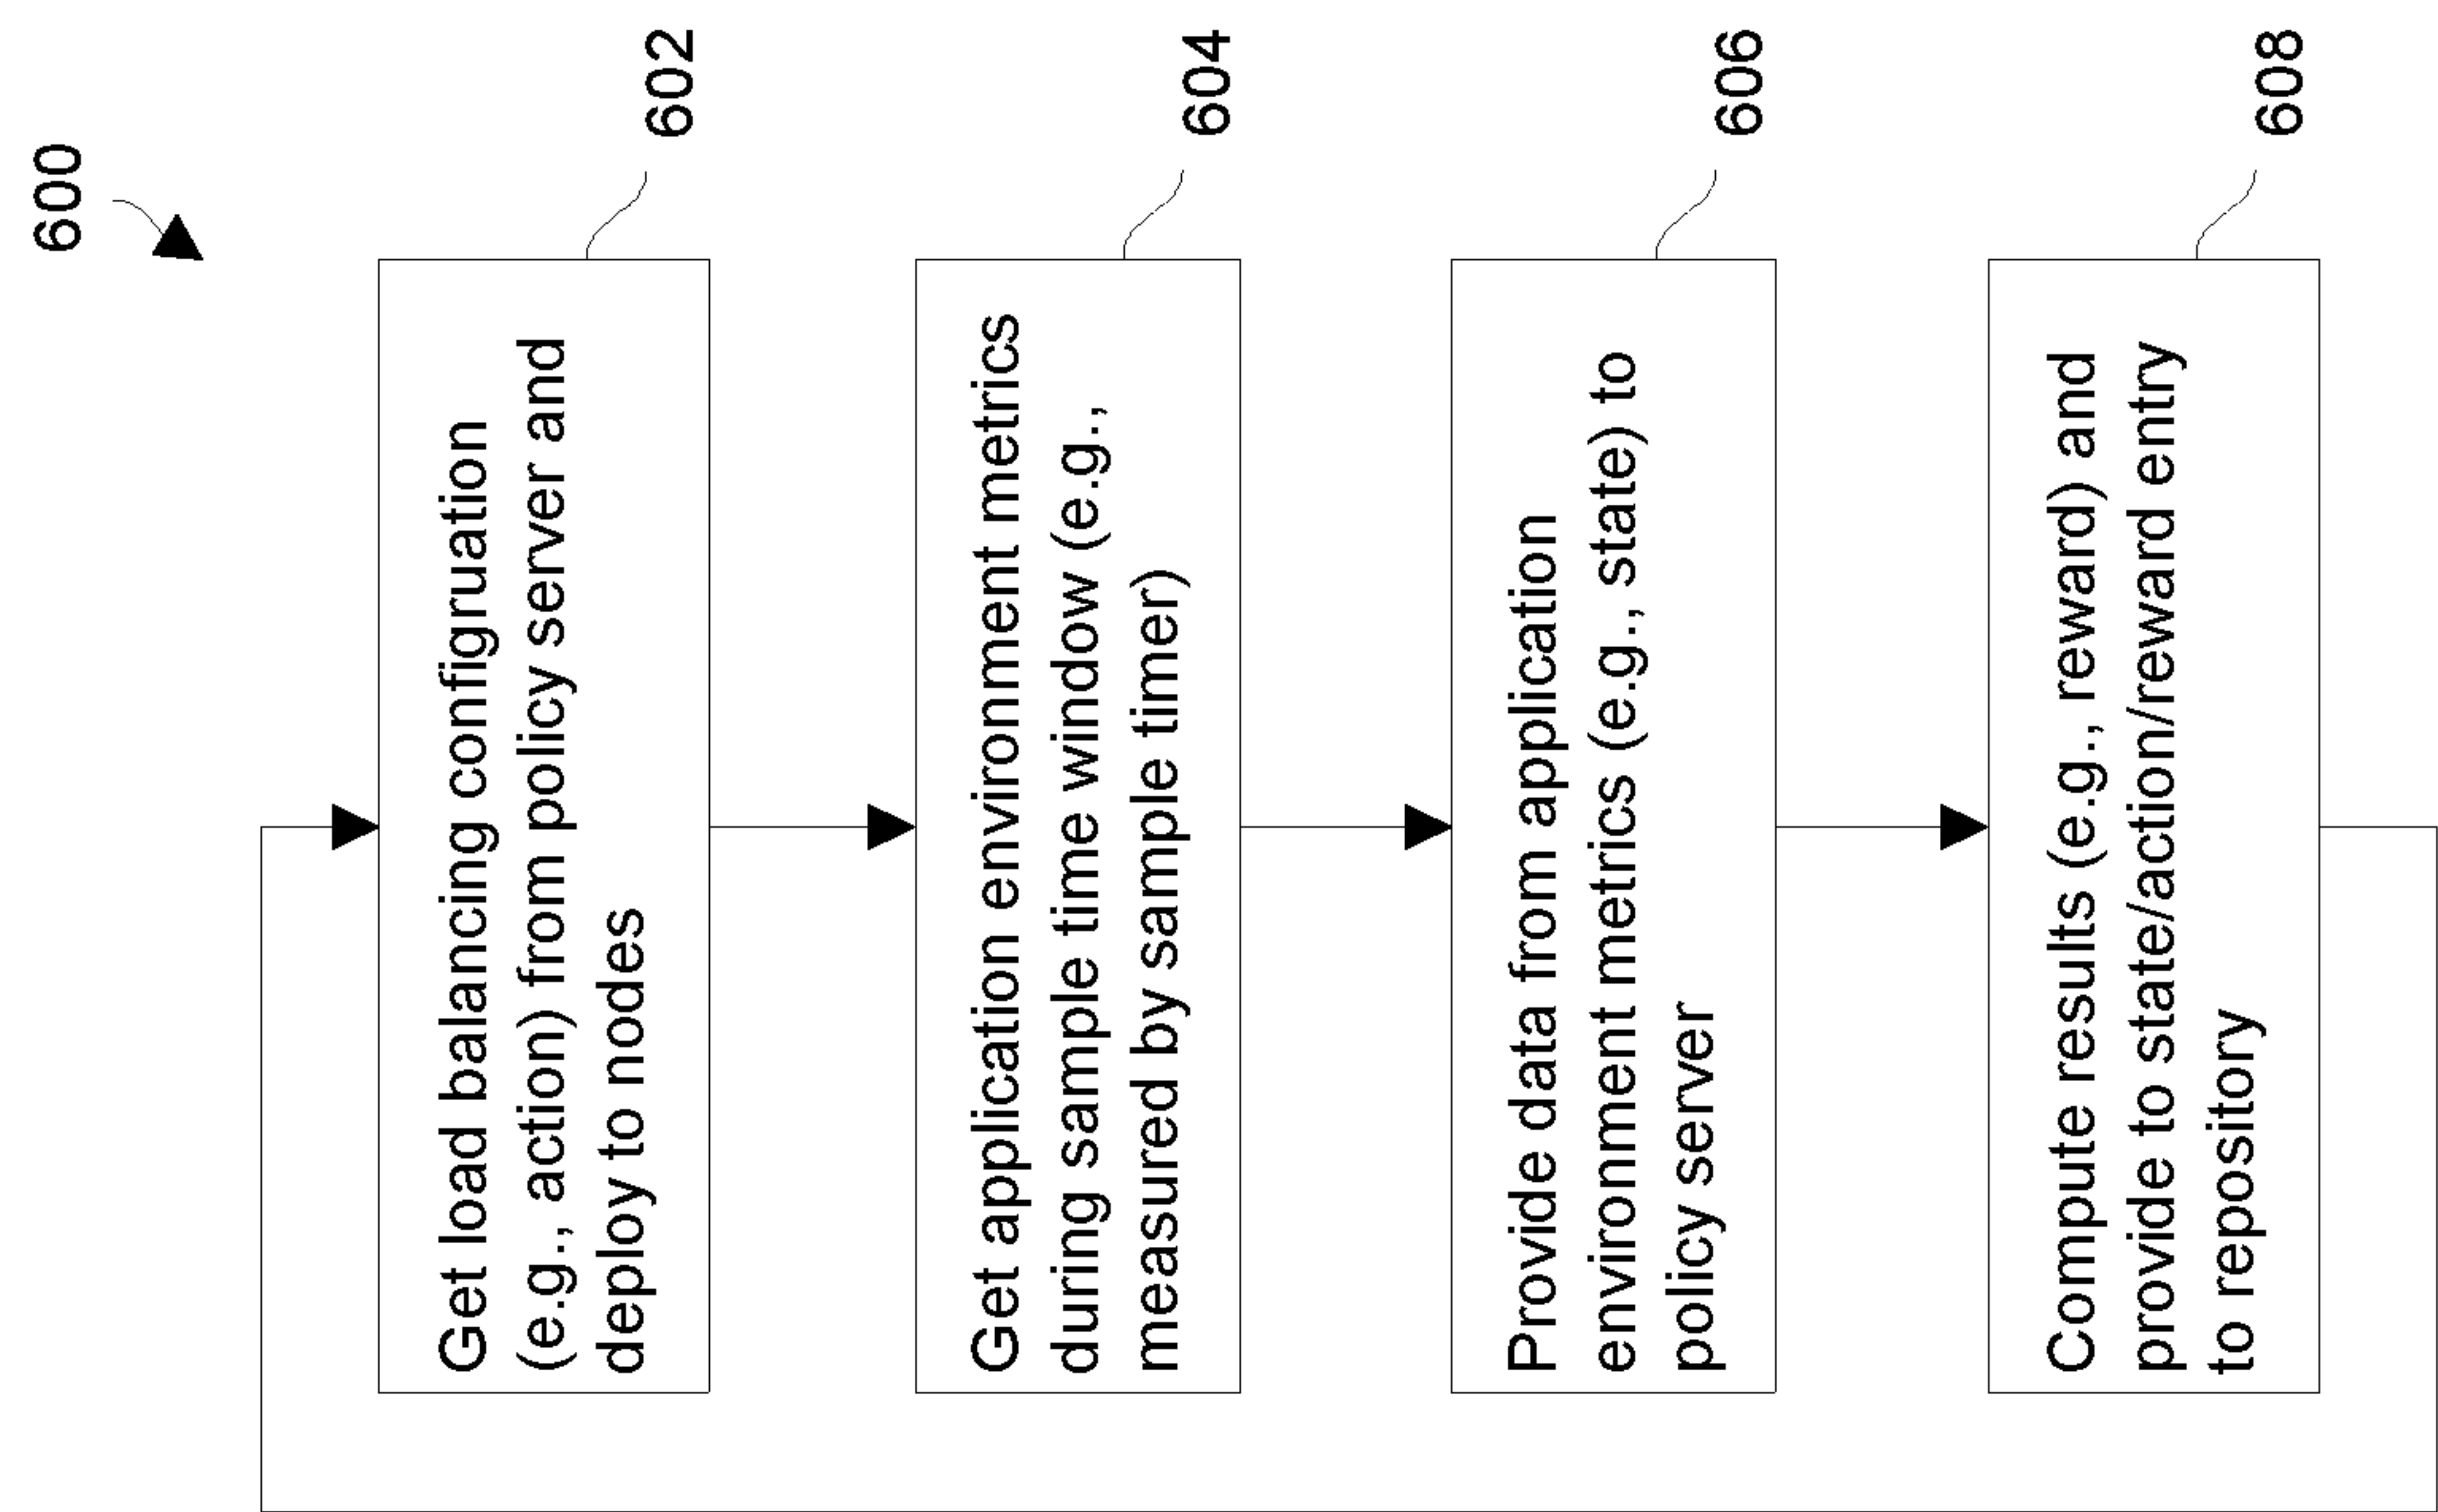 600
Get load balancing configruation
(e.g., action) from policy server and
deploy to nodes
602
Get application environment metrics
during sample time window (e.g.,
measured by sample timer)
604
Provide data from application
environment metrics (e.g., state) to
policy server
606
Compute results (e.g., reward) and
provide to state/action/reward entry
to repository
608